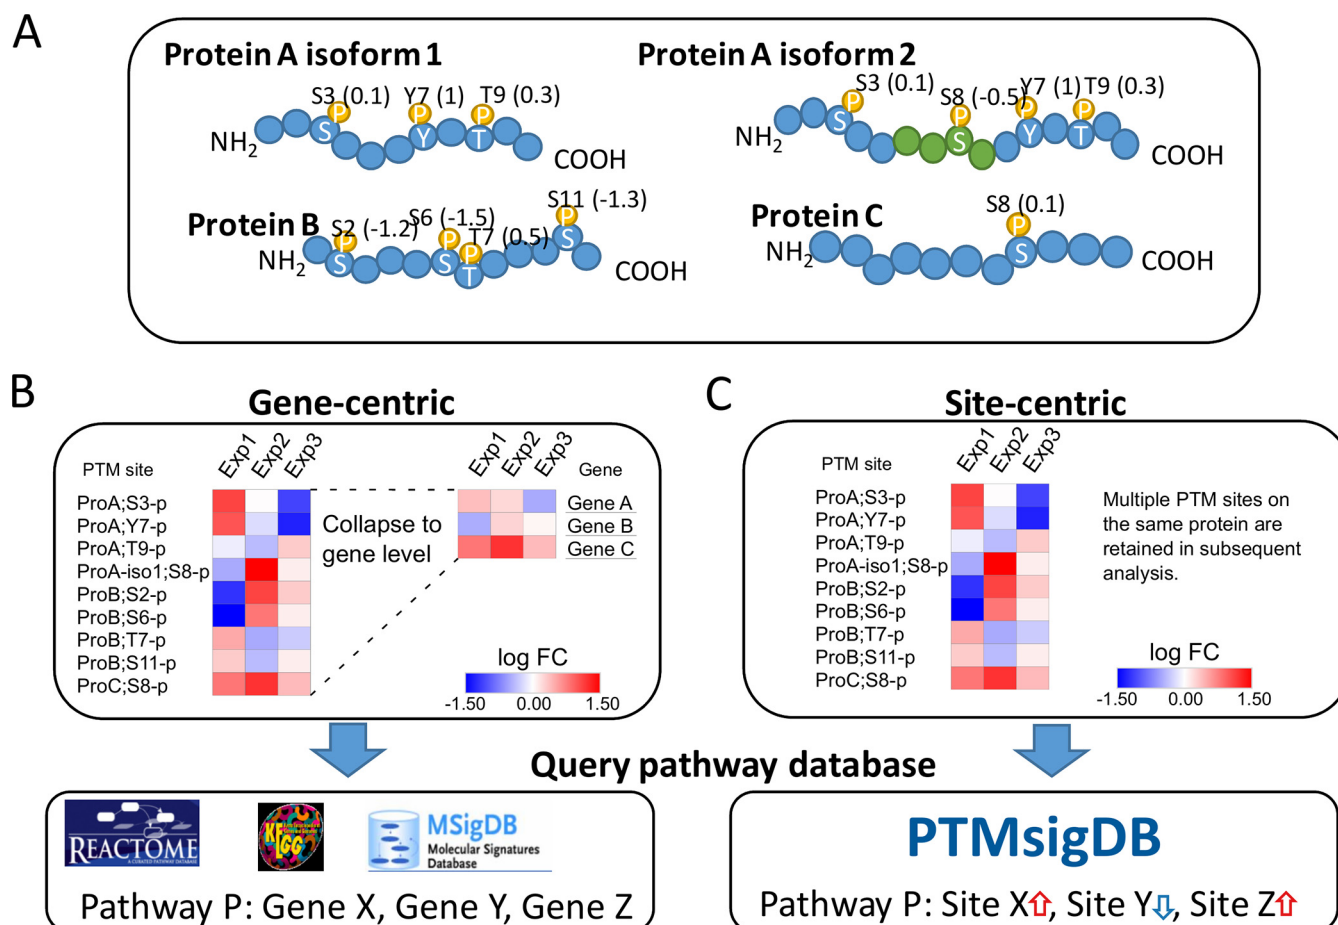 A
Protein A isoform 1
S3 (0.1) Y7 (1) T9 (0.3)
P P P
S Y T
NH2
COOH
Protein A isoform 2
S3 (0.1) S8 (-0.5) Y7 (1) T9 (0.3)
P P P P
S S Y T
NH2
COOH
Protein B
S2 (-1.2) S6 (-1.5) T7 (0.5) S11 (-1.3)
P P P P
S S T S
NH2
COOH
Protein C
S8 (0.1)
P
S
NH2
COOH
B
Gene-centric
PTM site Exp1 Exp2 Exp3
ProA;S3-p
ProA;Y7-p
ProA;T9-p
ProA-iso1;S8-p
ProB;S2-p
ProB;S6-p
ProB;T7-p
ProB;S11-p
ProC;S8-p
Collapse to
gene level
Exp1 Exp2 Exp3 Gene
Gene A
Gene B
Gene C
log FC
-1.50 0.00 1.50
C
Site-centric
PTM site Exp1 Exp2 Exp3
ProA;S3-p
ProA;Y7-p
ProA;T9-p
ProA-iso1;S8-p
ProB;S2-p
ProB;S6-p
ProB;T7-p
ProB;S11-p
ProC;S8-p
Multiple PTM sites on
the same protein are
retained in subsequent
analysis.
log FC
-1.50 0.00 1.50
Query pathway database
REACTOME
A CURATED PATHWAY DATABASE
KEGG
MSigDB
Molecular Signatures
Database
Pathway P: Gene X, Gene Y, Gene Z
PTMsigDB
Pathway P: Site X, Site Y, Site Z